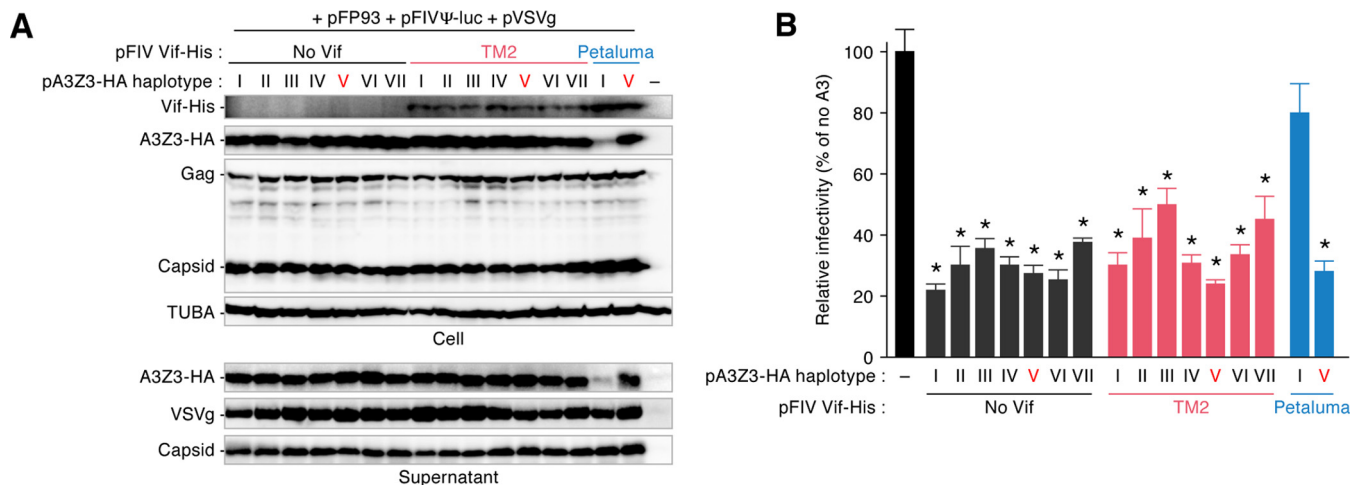 A
+ pFP93 + pFIVΨ-luc + pVSVg
pFIV Vif-His : No Vif TM2 Petaluma
pA3Z3-HA haplotype : I II III IV V VI VII I II III IV V VI VII I V –
Vif-His
A3Z3-HA
Gag
Capsid
TUBA
Cell
A3Z3-HA
VSVg
Capsid
Supernatant
B
Relative infectivity (% of no A3)
100
80
60
40
20
0
* * * * * * * * * * * * * * *
pA3Z3-HA haplotype : – I II III IV V VI VII I II III IV V VI VII I V
pFIV Vif-His : No Vif TM2 Petaluma